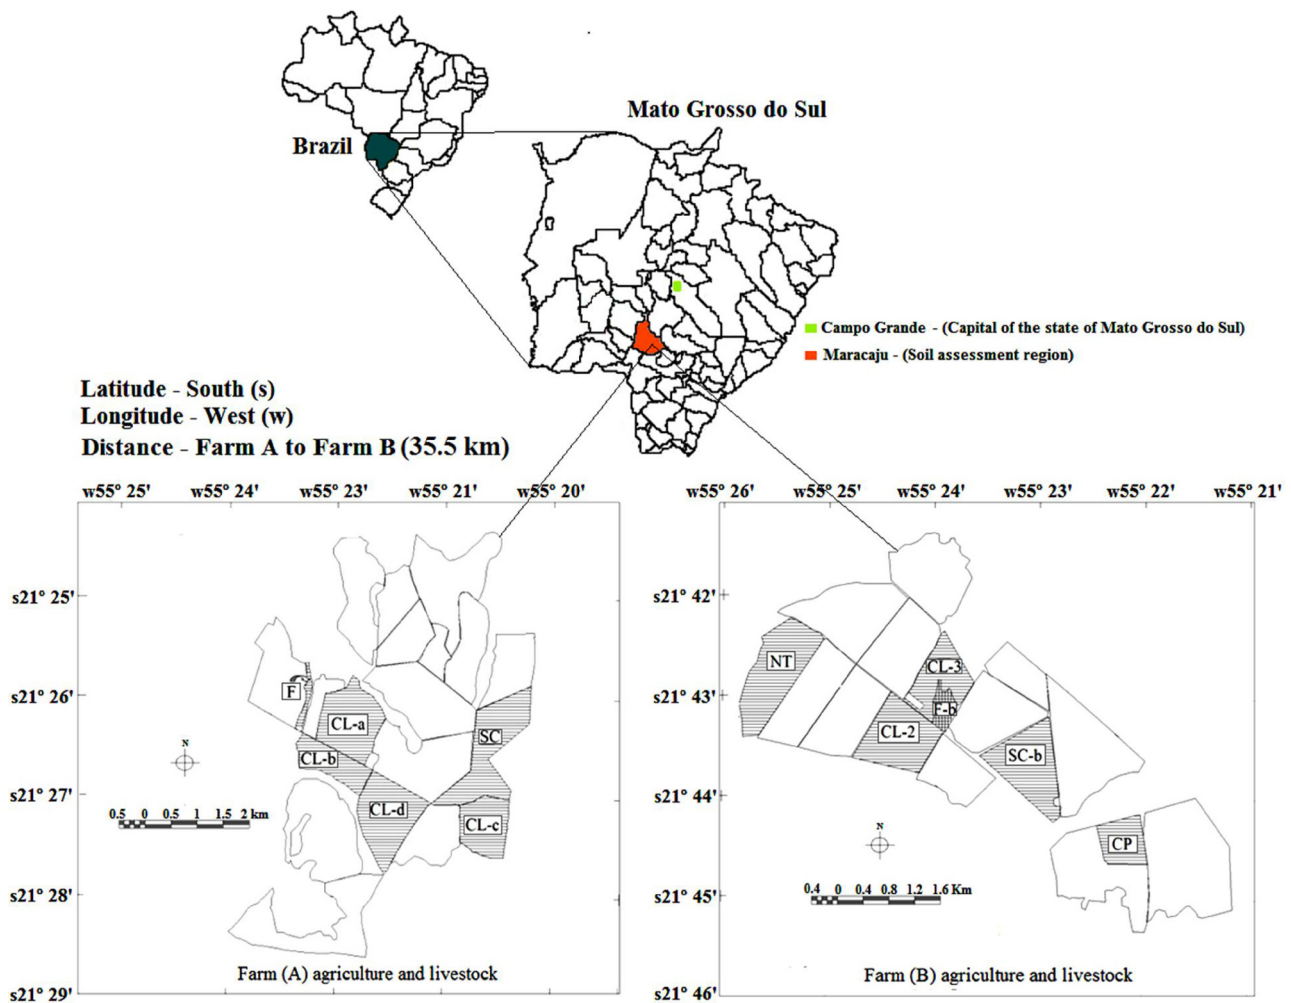 Mato Grosso do Sul
Brazil
Campo Grande - (Capital of the state of Mato Grosso do Sul)
Maracaju - (Soil assessment region)
Latitude - South (s)
Longitude - West (w)
Distance - Farm A to Farm B (35.5 km)
w55° 25' w55° 24' w55° 23' w55° 21' w55° 20'
s21° 25'
s21° 26'
s21° 27'
s21° 28'
s21° 29'
F
CL-a
SC
CL-b
CL-d
CL-c
N
0.5 0 0.5 1 1.5 2 km
Farm (A) agriculture and livestock
w55° 26' w55° 25' w55° 24' w55° 23' w55° 22' w55° 21'
s21° 42'
s21° 43'
s21° 44'
s21° 45'
s21° 46'
NT
CL-3
F-b
CL-2
SC-b
CP
N
0.4 0 0.4 0.8 1.2 1.6 Km
Farm (B) agriculture and livestock